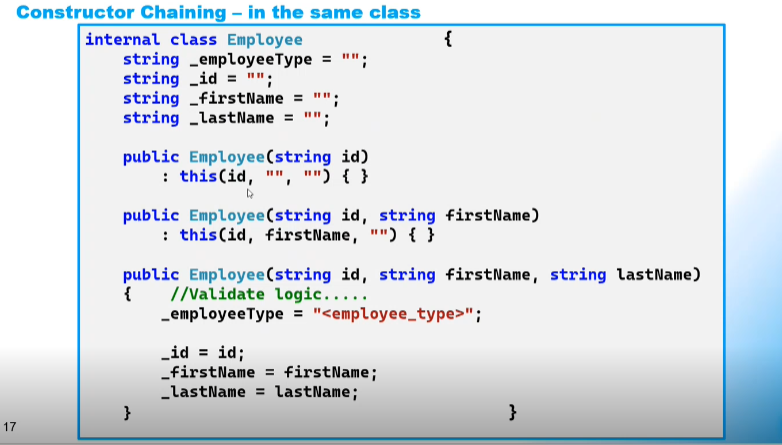 Constructor Chaining – in the same class
internal class Employee {
string _employeeType = "";
string _id = "";
string _firstName = "";
string _lastName = "";
public Employee(string id)
: this(id, "", "") { }
public Employee(string id, string firstName)
: this(id, firstName, "") { }
public Employee(string id, string firstName, string lastName)
{ //Validate logic.....
_employeeType = "<employee_type>";
_id = id;
_firstName = firstName;
_lastName = lastName;
} }
17